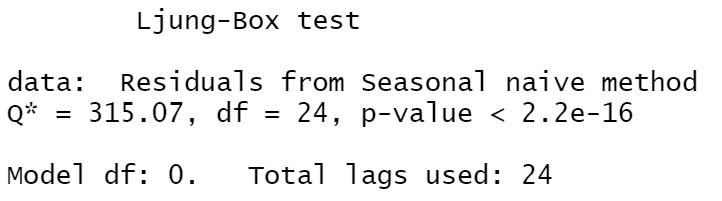 Ljung-Box test
data:  Residuals from Seasonal naive method
Q* = 315.07, df = 24, p-value < 2.2e-16
Model df: 0.   Total lags used: 24